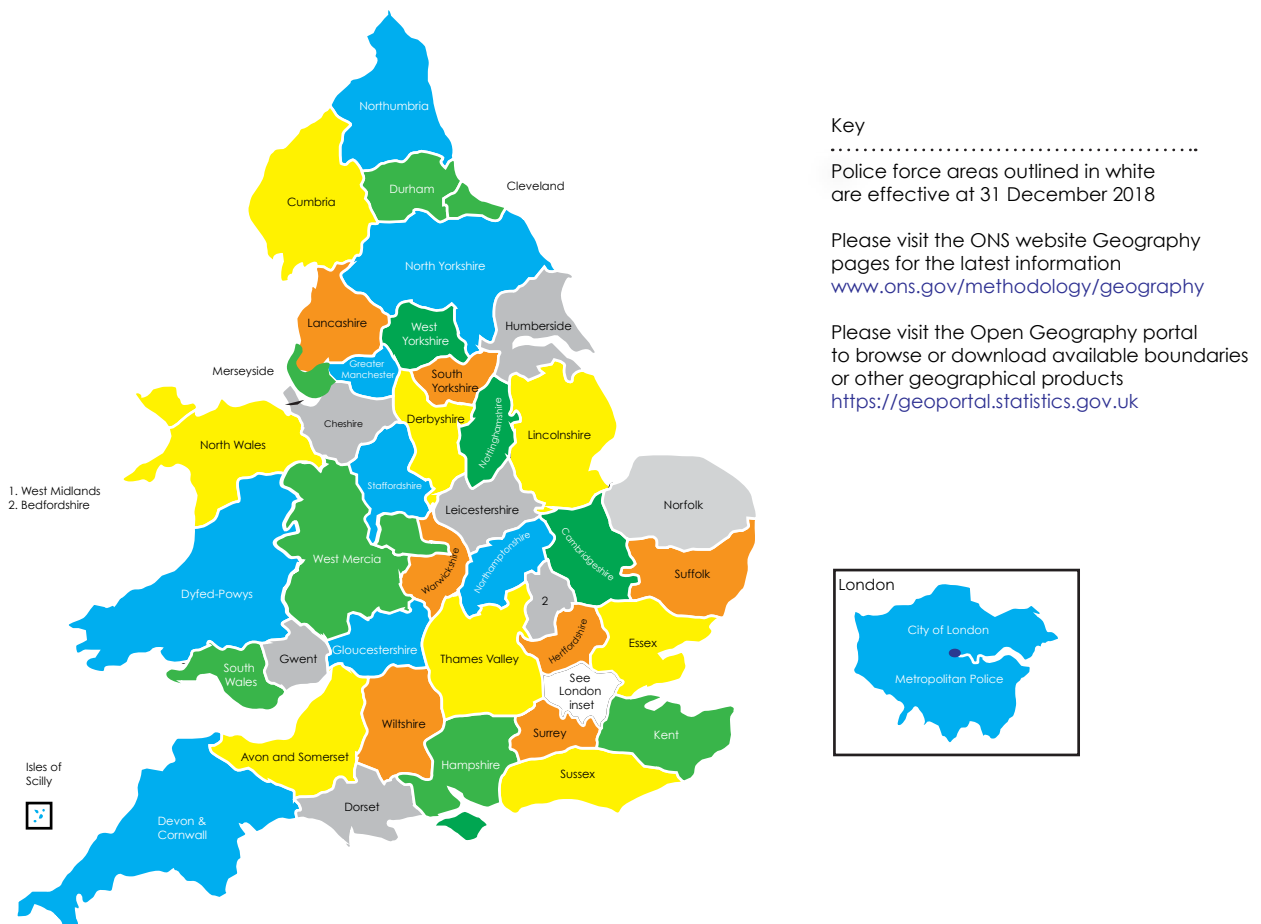 Northumbria
Durham
Cleveland
Cumbria
North Yorkshire
Lancashire
West
Yorkshire
Humberside
Merseyside
Greater
Manchester
South
Yorkshire
Cheshire
Derbyshire
Nottinghamshire
Lincolnshire
North Wales
Staffordshire
1. West Midlands
2. Bedfordshire
Leicestershire
Norfolk
West Mercia
Warwickshire
Northamptonshire
Cambridgeshire
Suffolk
Dyfed-Powys
2
Hertfordshire
Essex
Gwent
Gloucestershire
Thames Valley
South
Wales
See
London
inset
Wiltshire
Surrey
Kent
Avon and Somerset
Hampshire
Sussex
Isles of
Scilly
Dorset
Devon &
Cornwall
Key
Police force areas outlined in white
are effective at 31 December 2018
Please visit the ONS website Geography
pages for the latest information
www.ons.gov/methodology/geography
Please visit the Open Geography portal
to browse or download available boundaries
or other geographical products
https://geoportal.statistics.gov.uk
London
City of London
Metropolitan Police